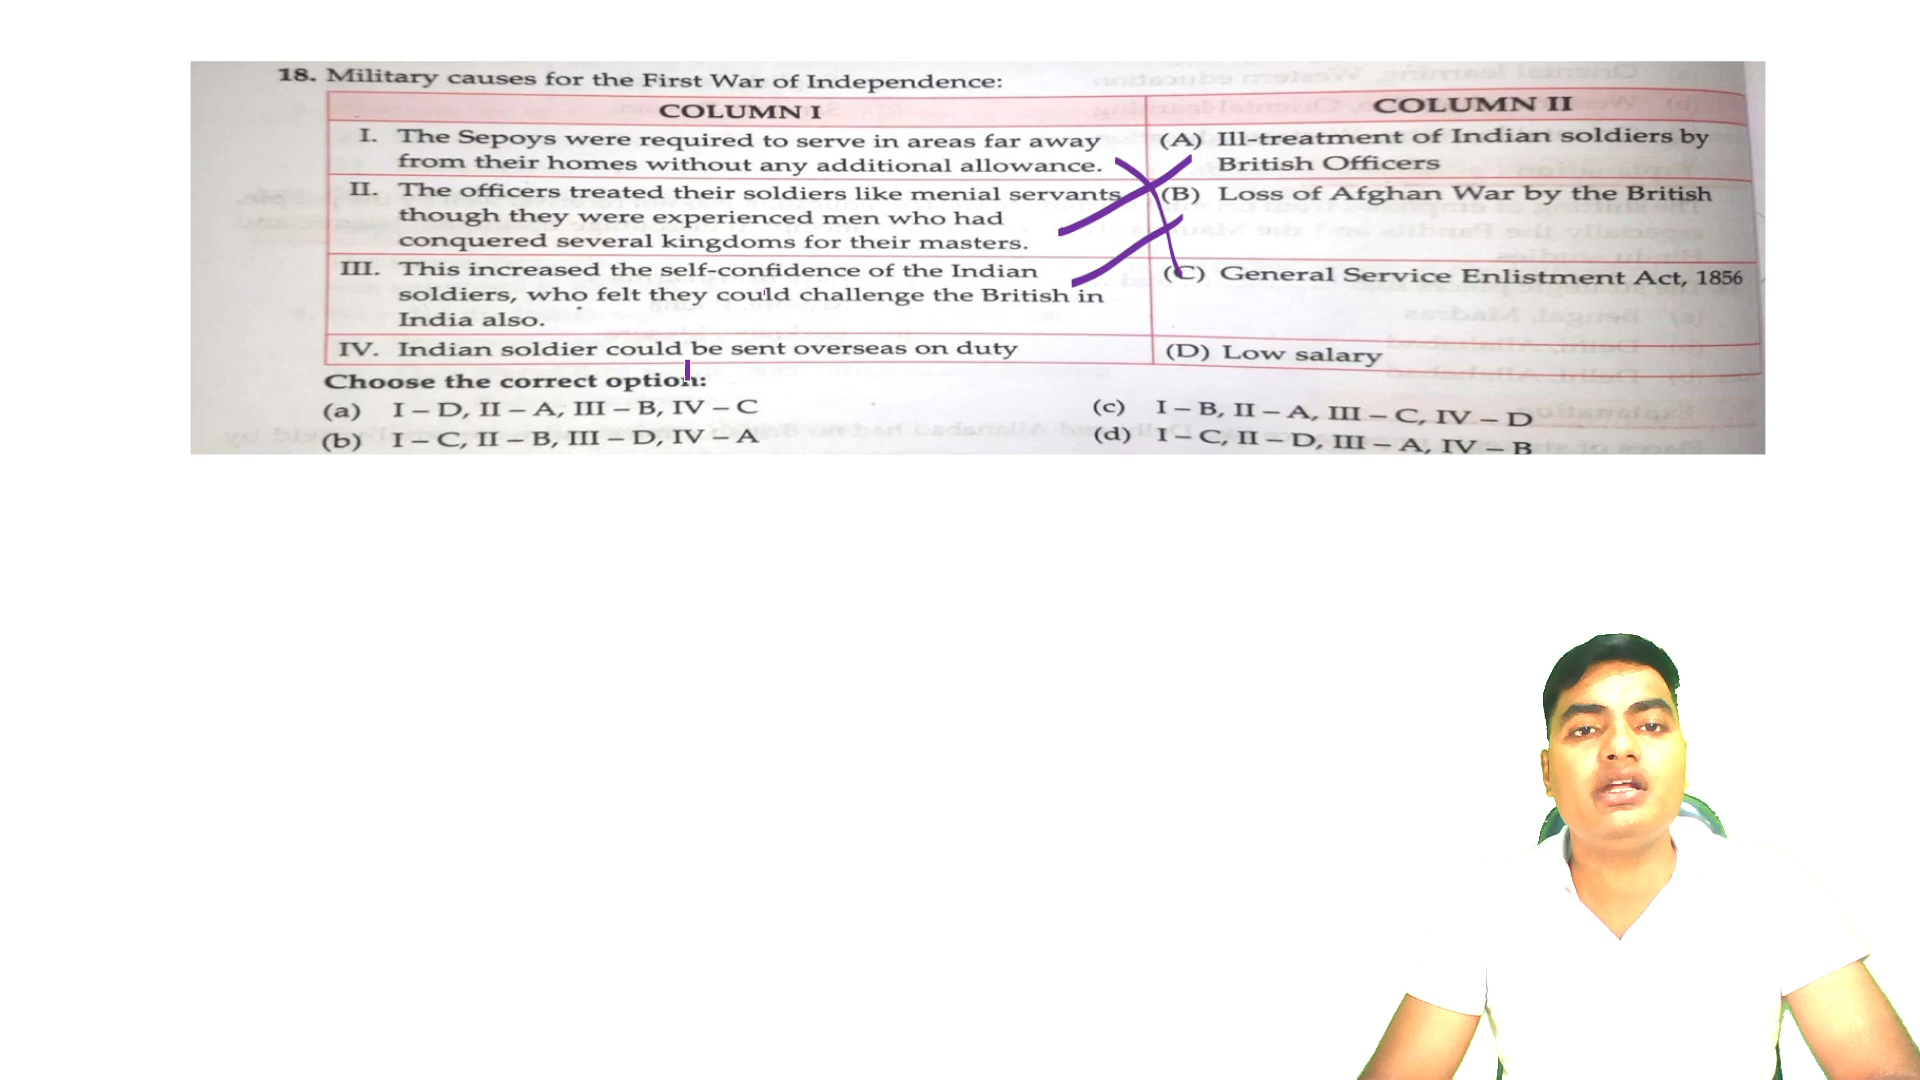 18. Military causes for the First War of Independence:
COLUMN I
COLUMN II
I. The Sepoys were required to serve in areas far away
from their homes without any additional allowance.
(A) Ill-treatment of Indian soldiers by
British Officers
II. The officers treated their soldiers like menial servants
though they were experienced men who had
conquered several kingdoms for their masters.
(B) Loss of Afghan War by the British
III. This increased the self-confidence of the Indian
soldiers, who felt they could challenge the British in
India also.
(C) General Service Enlistment Act, 1856
IV. Indian soldier could be sent overseas on duty
(D) Low salary
Choose the correct option:
(a) I – D, II – A, III – B, IV – C
(b) I – C, II – B, III – D, IV – A
(c) I – B, II – A, III – C, IV – D
(d) I – C, II – D, III – A, IV – B